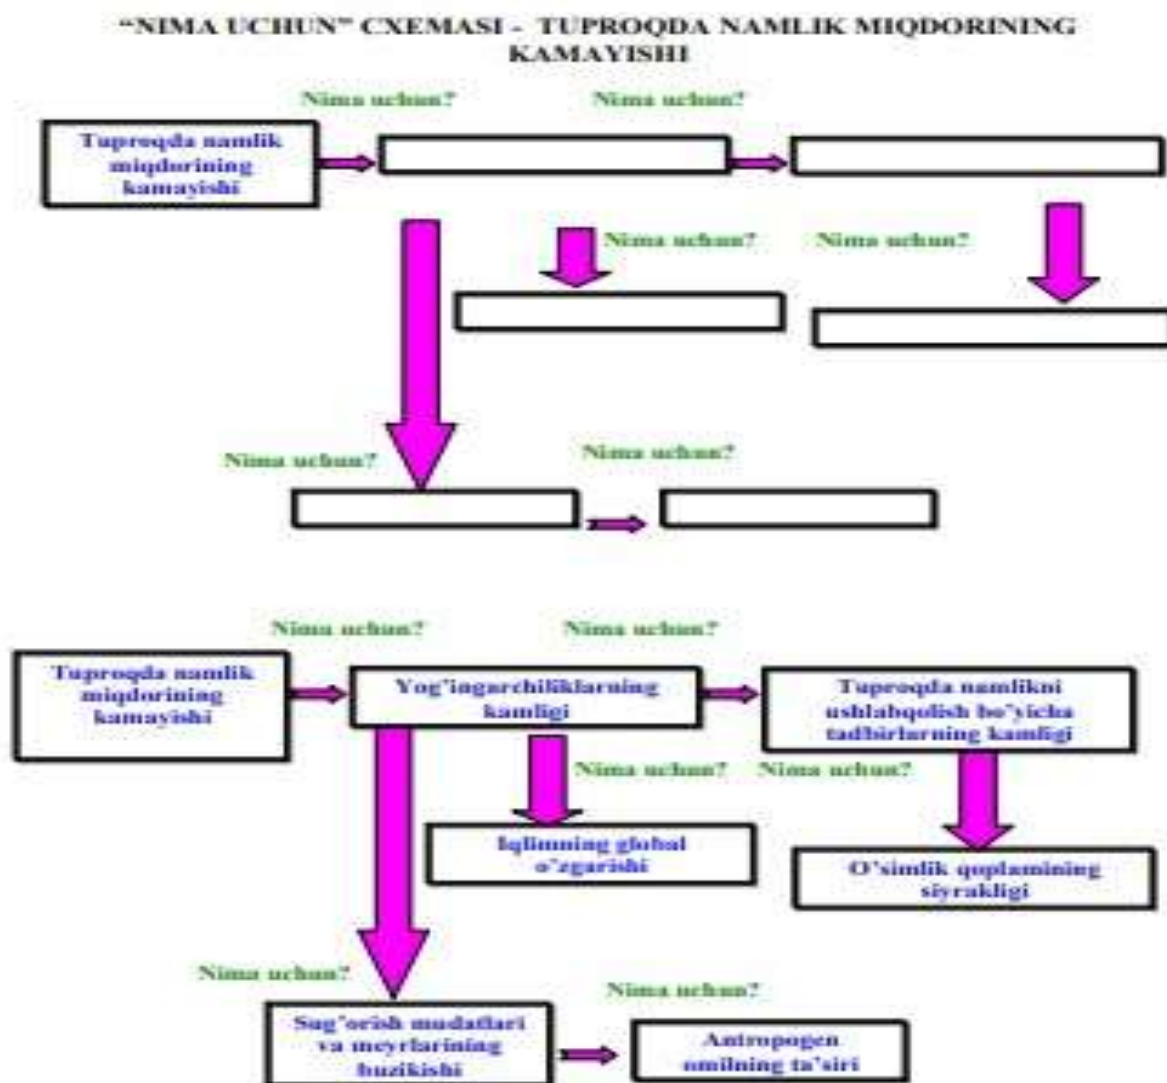 “NIMA UCHUN” CXEMASI - TUPROQDA NAMLIK MIQDORINING
KAMAYISHI
Nima uchun?
Nima uchun?
Tuproqda namlik
miqdorining
kamayishi
Nima uchun?
Nima uchun?
Nima uchun?
Nima uchun?
Nima uchun?
Nima uchun?
Tuproqda namlik
miqdorining
kamayishi
Yog’ingarchiliklarning
kamligi
Tuproqda namlikni
ushlabqolish bo’yicha
tadbirlarning kamligi
Nima uchun?
Nima uchun?
Iqlimning global
o’zgarishi
O’simlik qoplamining
siyrakligi
Nima uchun?
Nima uchun?
Sug’orish mudatlari
va meyrlarining
buzikishi
Antropogen
omilning ta’siri